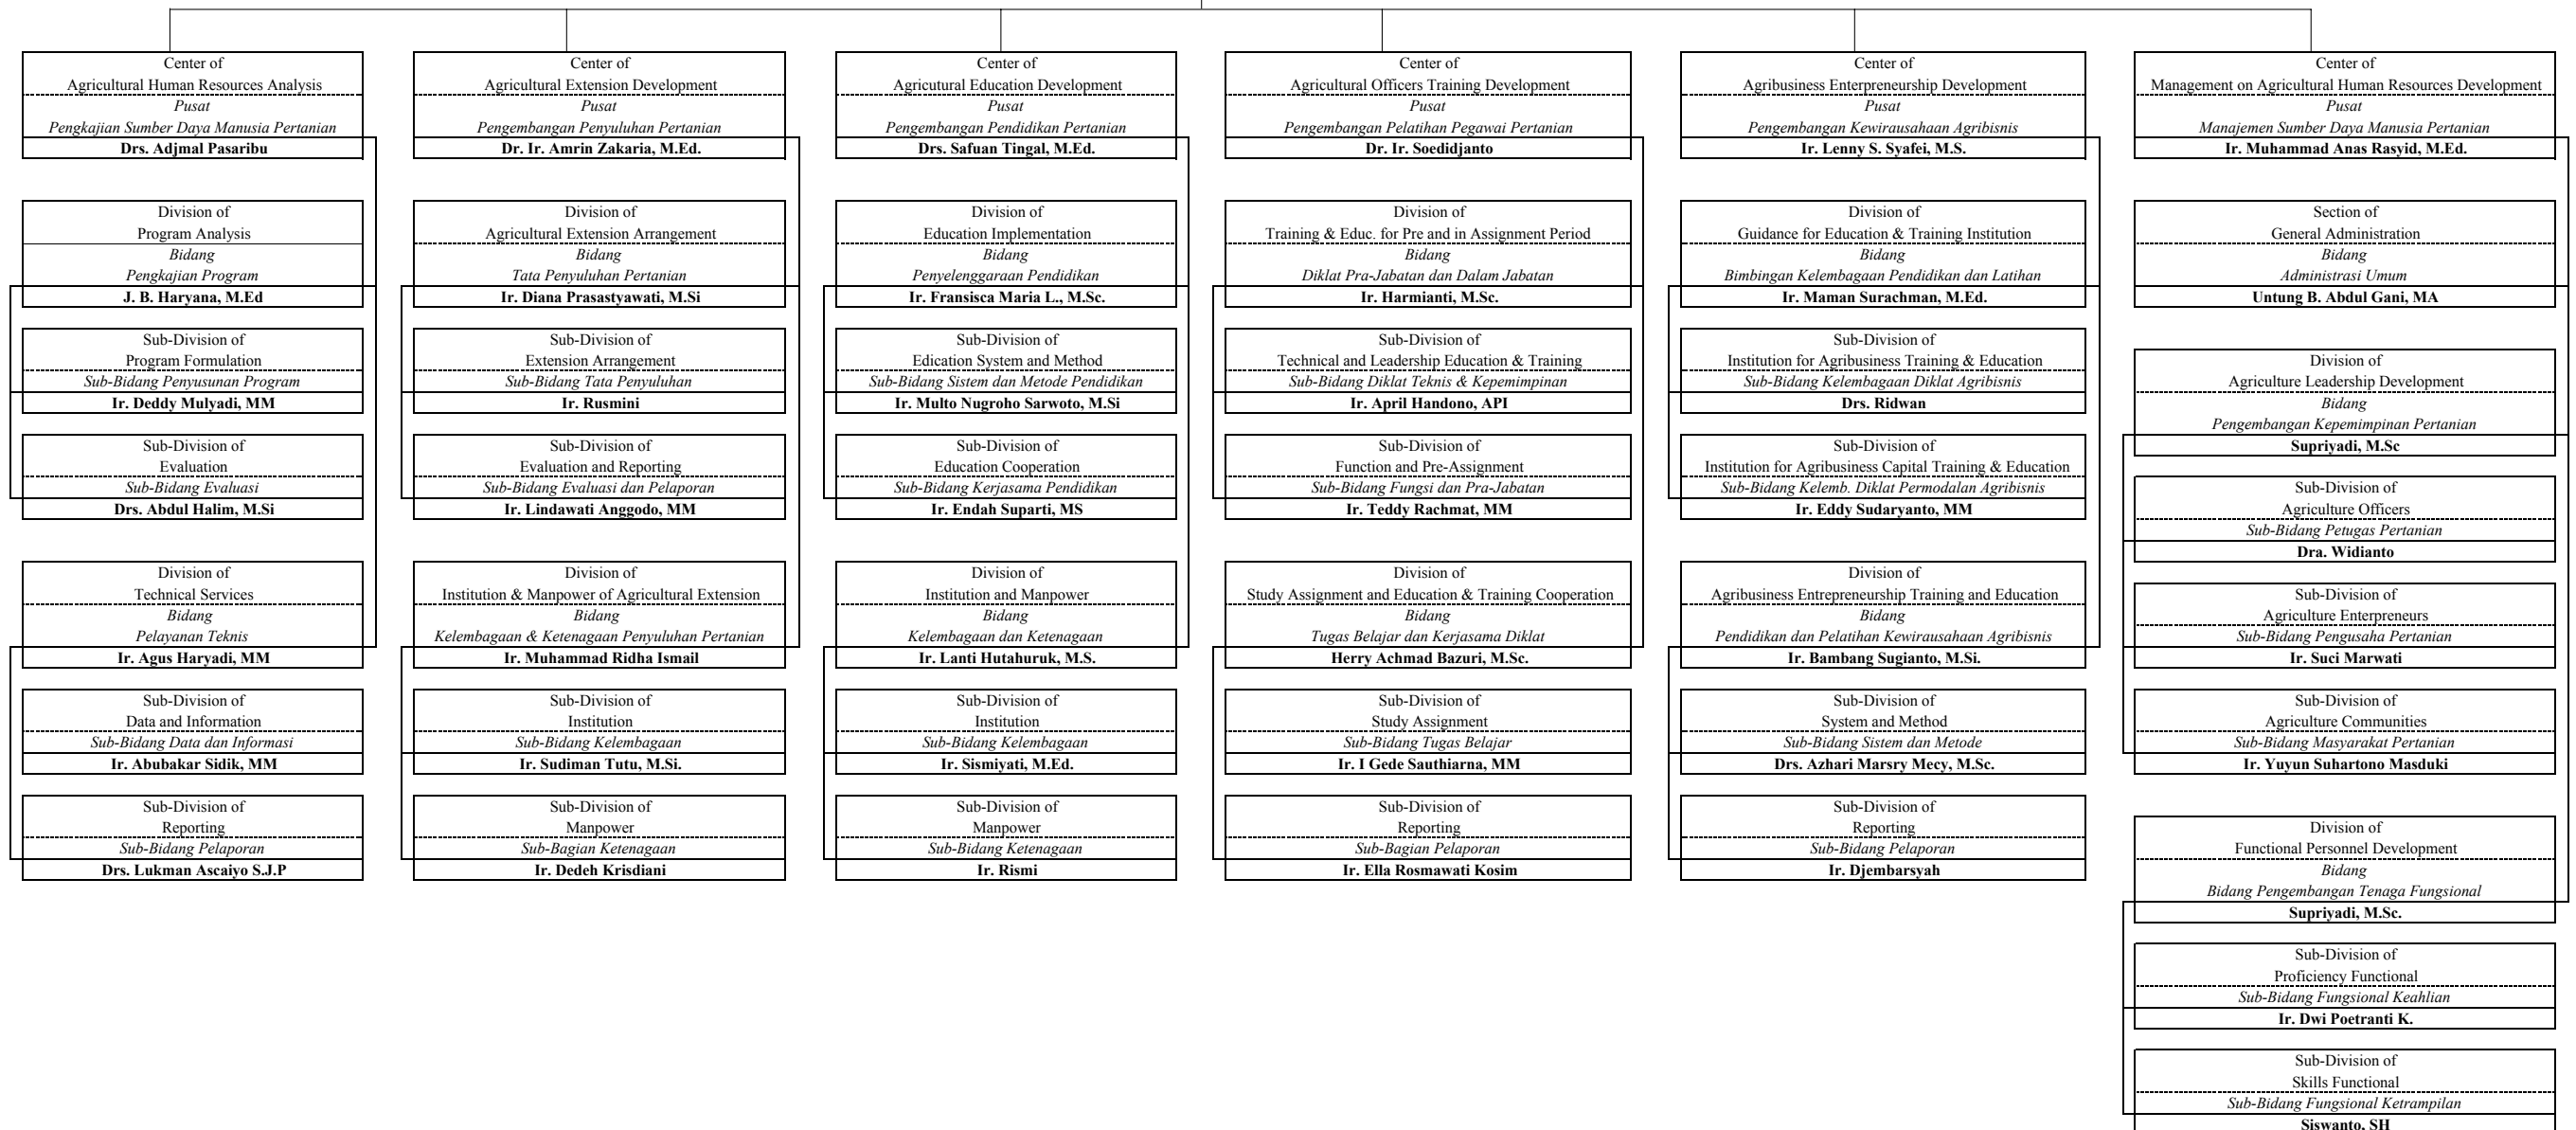 Center of
Agricultural Human Resources Analysis
Pusat
Pengkajian Sumber Daya Manusia Pertanian
Drs. Adjmal Pasaribu
Division of
Program Analysis
Bidang
Pengkajian Program
J. B. Haryana, M.Ed
Sub-Division of
Program Formulation
Sub-Bidang Penyusunan Program
Ir. Deddy Mulyadi, MM
Sub-Division of
Evaluation
Sub-Bidang Evaluasi
Drs. Abdul Halim, M.Si
Division of
Technical Services
Bidang
Pelayanan Teknis
Ir. Agus Haryadi, MM
Sub-Division of
Data and Information
Sub-Bidang Data dan Informasi
Ir. Abubakar Sidik, MM
Sub-Division of
Reporting
Sub-Bidang Pelaporan
Drs. Lukman Ascaiyo S.J.P
Center of
Agricultural Extension Development
Pusat
Pengembangan Penyuluhan Pertanian
Dr. Ir. Amrin Zakaria, M.Ed.
Division of
Agricultural Extension Arrangement
Bidang
Tata Penyuluhan Pertanian
Ir. Diana Prasastyawati, M.Si
Sub-Division of
Extension Arrangement
Sub-Bidang Tata Penyuluhan
Ir. Rusmini
Sub-Division of
Evaluation and Reporting
Sub-Bidang Evaluasi dan Pelaporan
Ir. Lindawati Anggodo, MM
Division of
Institution & Manpower of Agricultural Extension
Bidang
Kelembagaan & Ketenagaan Penyuluhan Pertanian
Ir. Muhammad Ridha Ismail
Sub-Division of
Institution
Sub-Bidang Kelembagaan
Ir. Sudiman Tutu, M.Si.
Sub-Division of
Manpower
Sub-Bagian Ketenagaan
Ir. Dedeh Krisdiani
Center of
Agricutural Education Development
Pusat
Pengembangan Pendidikan Pertanian
Drs. Safuan Tingal, M.Ed.
Division of
Education Implementation
Bidang
Penyelenggaraan Pendidikan
Ir. Fransisca Maria L., M.Sc.
Sub-Division of
Edication System and Method
Sub-Bidang Sistem dan Metode Pendidikan
Ir. Multo Nugroho Sarwoto, M.Si
Sub-Division of
Education Cooperation
Sub-Bidang Kerjasama Pendidikan
Ir. Endah Suparti, MS
Division of
Institution and Manpower
Bidang
Kelembagaan dan Ketenagaan
Ir. Lanti Hutahuruk, M.S.
Sub-Division of
Institution
Sub-Bidang Kelembagaan
Ir. Sismiyati, M.Ed.
Sub-Division of
Manpower
Sub-Bidang Ketenagaan
Ir. Rismi
Center of
Agricultural Officers Training Development
Pusat
Pengembangan Pelatihan Pegawai Pertanian
Dr. Ir. Soedidjanto
Division of
Training & Educ. for Pre and in Assignment Period
Bidang
Diklat Pra-Jabatan dan Dalam Jabatan
Ir. Harmianti, M.Sc.
Sub-Division of
Technical and Leadership Education & Training
Sub-Bidang Diklat Teknis & Kepemimpinan
Ir. April Handono, API
Sub-Division of
Function and Pre-Assignment
Sub-Bidang Fungsi dan Pra-Jabatan
Ir. Teddy Rachmat, MM
Division of
Study Assignment and Education & Training Cooperation
Bidang
Tugas Belajar dan Kerjasama Diklat
Herry Achmad Bazuri, M.Sc.
Sub-Division of
Study Assignment
Sub-Bidang Tugas Belajar
Ir. I Gede Sauthiarna, MM
Sub-Division of
Reporting
Sub-Bagian Pelaporan
Ir. Ella Rosmawati Kosim
Center of
Agribusiness Enterpreneurship Development
Pusat
Pengembangan Kewirausahaan Agribisnis
Ir. Lenny S. Syafei, M.S.
Division of
Guidance for Education & Training Institution
Bidang
Bimbingan Kelembagaan Pendidikan dan Latihan
Ir. Maman Surachman, M.Ed.
Sub-Division of
Institution for Agribusiness Training & Education
Sub-Bidang Kelembagaan Diklat Agribisnis
Drs. Ridwan
Sub-Division of
Institution for Agribusiness Capital Training & Education
Sub-Bidang Kelemb. Diklat Permodalan Agribisnis
Ir. Eddy Sudaryanto, MM
Division of
Agribusiness Entrepreneurship Training and Education
Bidang
Pendidikan dan Pelatihan Kewirausahaan Agribisnis
Ir. Bambang Sugianto, M.Si.
Sub-Division of
System and Method
Sub-Bidang Sistem dan Metode
Drs. Azhari Marsry Mecy, M.Sc.
Sub-Division of
Reporting
Sub-Bidang Pelaporan
Ir. Djembarsyah
Center of
Management on Agricultural Human Resources Development
Pusat
Manajemen Sumber Daya Manusia Pertanian
Ir. Muhammad Anas Rasyid, M.Ed.
Section of
General Administration
Bidang
Administrasi Umum
Untung B. Abdul Gani, MA
Division of
Agriculture Leadership Development
Bidang
Pengembangan Kepemimpinan Pertanian
Supriyadi, M.Sc
Sub-Division of
Agriculture Officers
Sub-Bidang Petugas Pertanian
Dra. Widianto
Sub-Division of
Agriculture Enterpreneurs
Sub-Bidang Pengusaha Pertanian
Ir. Suci Marwati
Sub-Division of
Agriculture Communities
Sub-Bidang Masyarakat Pertanian
Ir. Yuyun Suhartono Masduki
Division of
Functional Personnel Development
Bidang
Bidang Pengembangan Tenaga Fungsional
Supriyadi, M.Sc.
Sub-Division of
Proficiency Functional
Sub-Bidang Fungsional Keahlian
Ir. Dwi Poetranti K.
Sub-Division of
Skills Functional
Sub-Bidang Fungsional Ketrampilan
Siswanto, SH